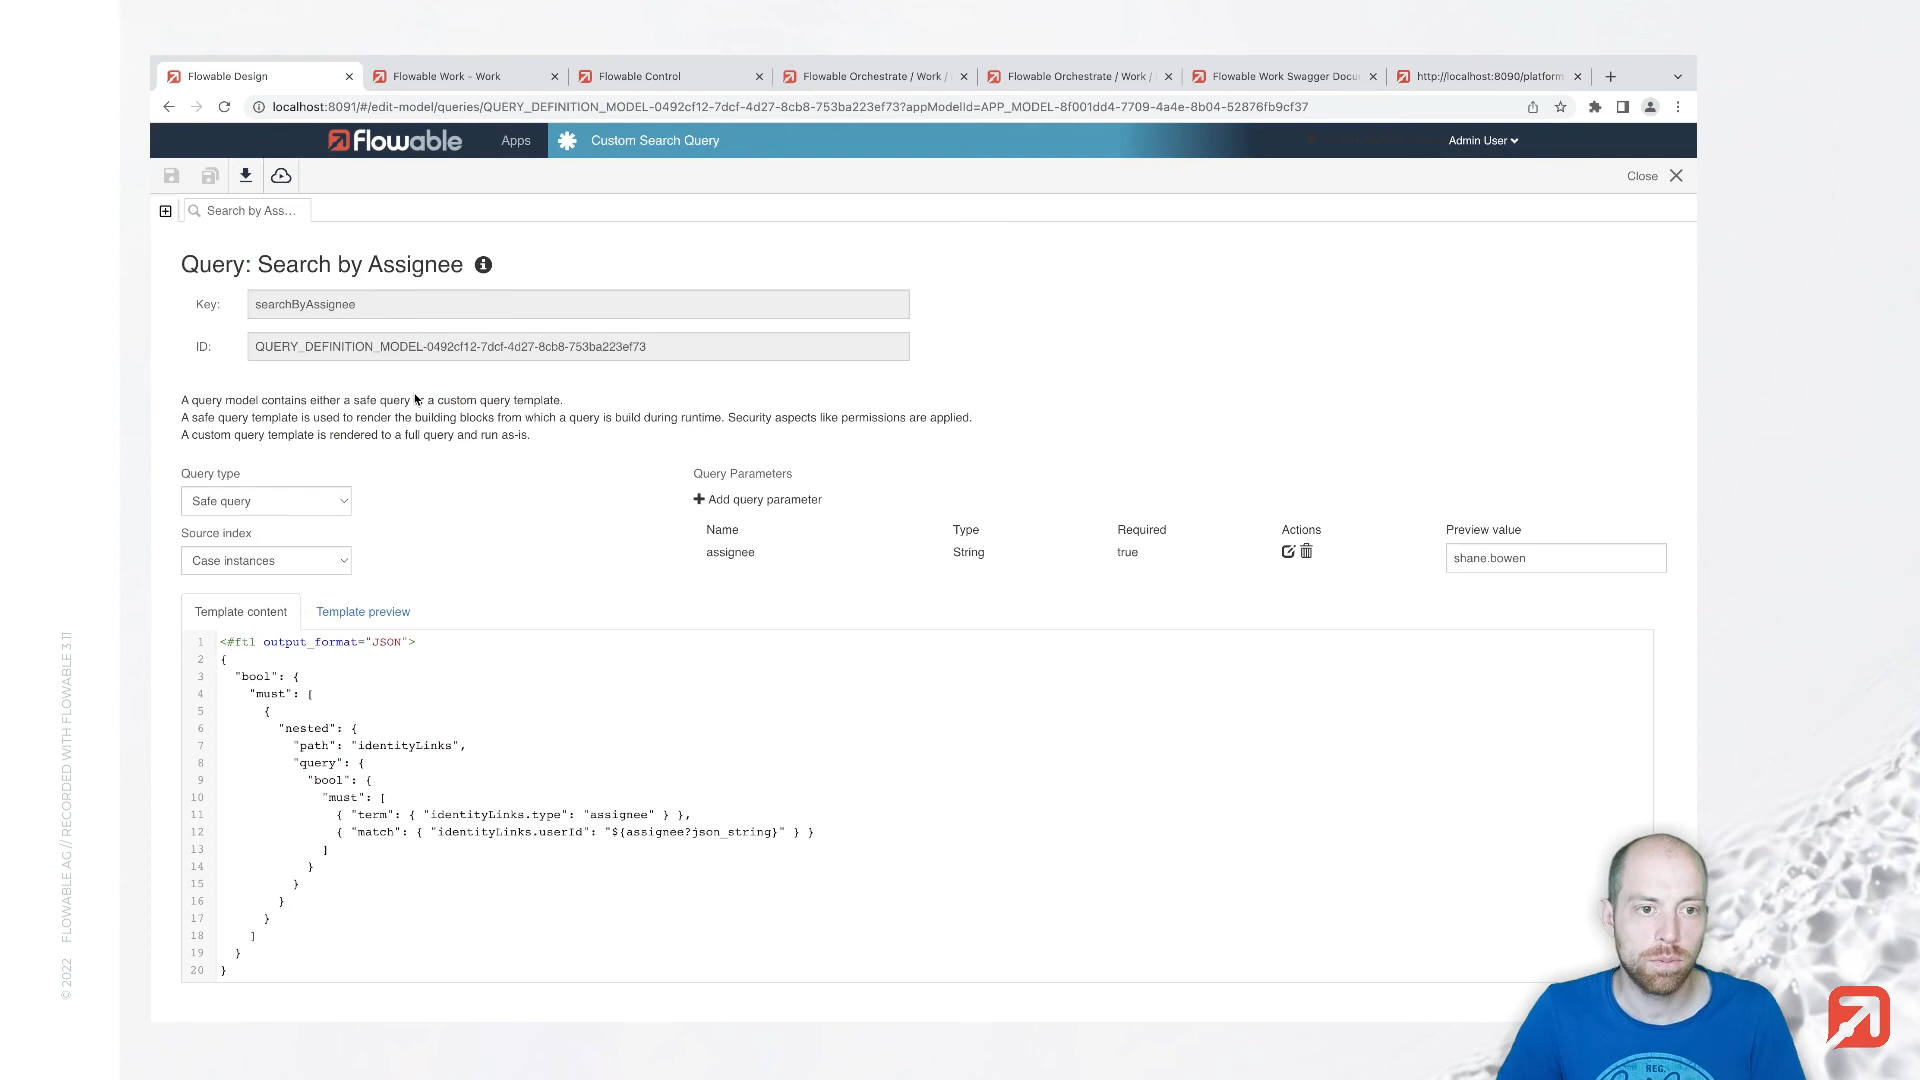 Flowable Design
Flowable Work - Work
Flowable Control
Flowable Orchestrate / Work /
Flowable Orchestrate / Work /
Flowable Work Swagger Docu
http://localhost:8090/platform
localhost:8091/#/edit-model/queries/QUERY_DEFINITION_MODEL-0492cf12-7dcf-4d27-8cb8-753ba223ef73?appModelId=APP_MODEL-8f001dd4-7709-4a4e-8b04-52876fb9cf37
Flowable
Apps
Custom Search Query
Admin User
Close
Search by Ass...
Query: Search by Assignee
Key:
searchByAssignee
ID:
QUERY_DEFINITION_MODEL-0492cf12-7dcf-4d27-8cb8-753ba223ef73
A query model contains either a safe query a custom query template.
A safe query template is used to render the building blocks from which a query is build during runtime. Security aspects like permissions are applied.
A custom query template is rendered to a full query and run as-is.
Query type
Safe query
Source index
Case instances
Query Parameters
Add query parameter
Name Type Required Actions Preview value
assignee String true shane.bowen
Template content
Template preview
1 <#ftl output_format="JSON">
2 {
3 "bool": {
4 "must": [
5 {
6 "nested": {
7 "path": "identityLinks",
8 "query": {
9 "bool": {
10 "must": [
11 { "term": { "identityLinks.type": "assignee" } },
12 { "match": { "identityLinks.userId": "${assignee?json_string}" } }
13 ]
14 }
15 }
16 }
17 }
18 ]
19 }
20 }
© 2022 FLOWABLE AG // RECORDED WITH FLOWABLE 3.11
REG.